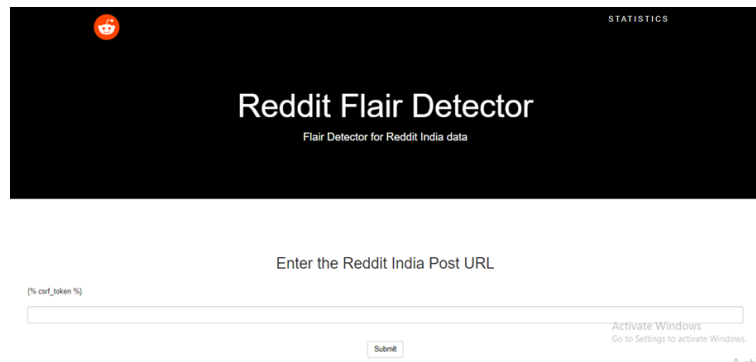 STATISTICS
Reddit Flair Detector
Flair Detector for Reddit India data
Enter the Reddit India Post URL
{% csrf_token %}
Submit
Activate Windows
Go to Settings to activate Windows.